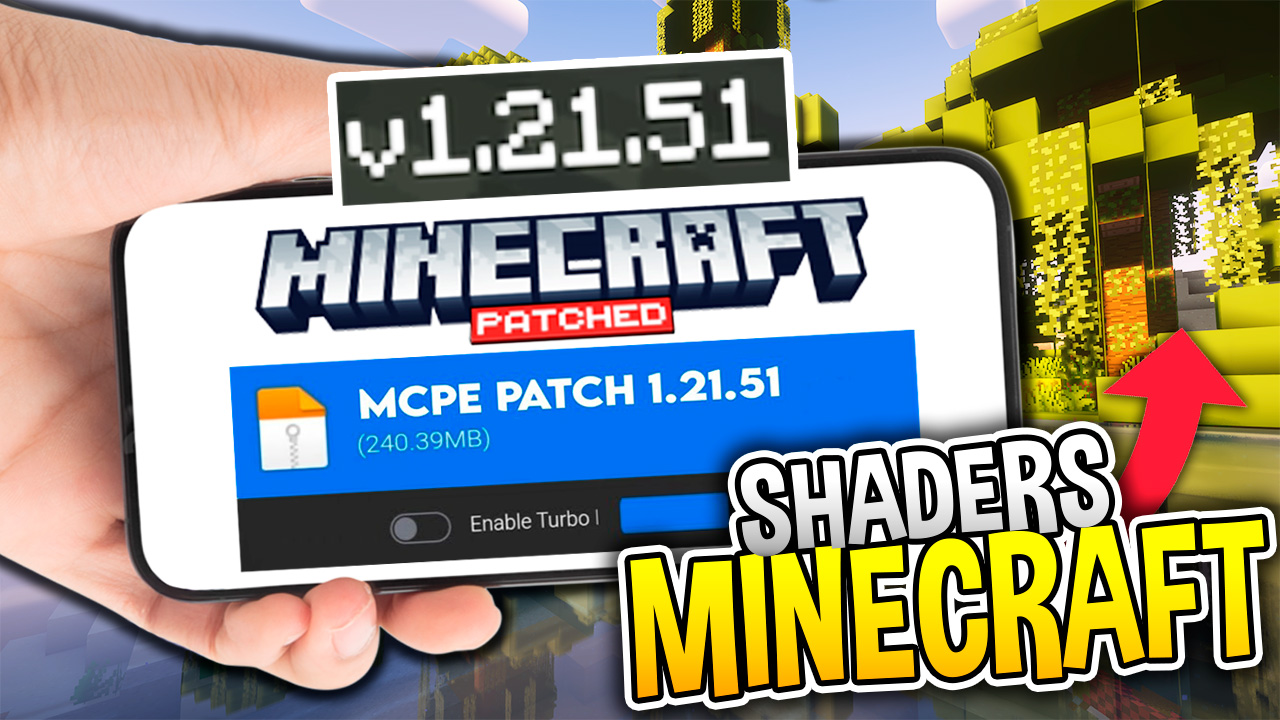 v1.21.51
MINECRAFT
PATCHED
MCPE PATCH 1.21.51
(240.39MB)
Enable Turbo
SHADERS
MINECRAFT